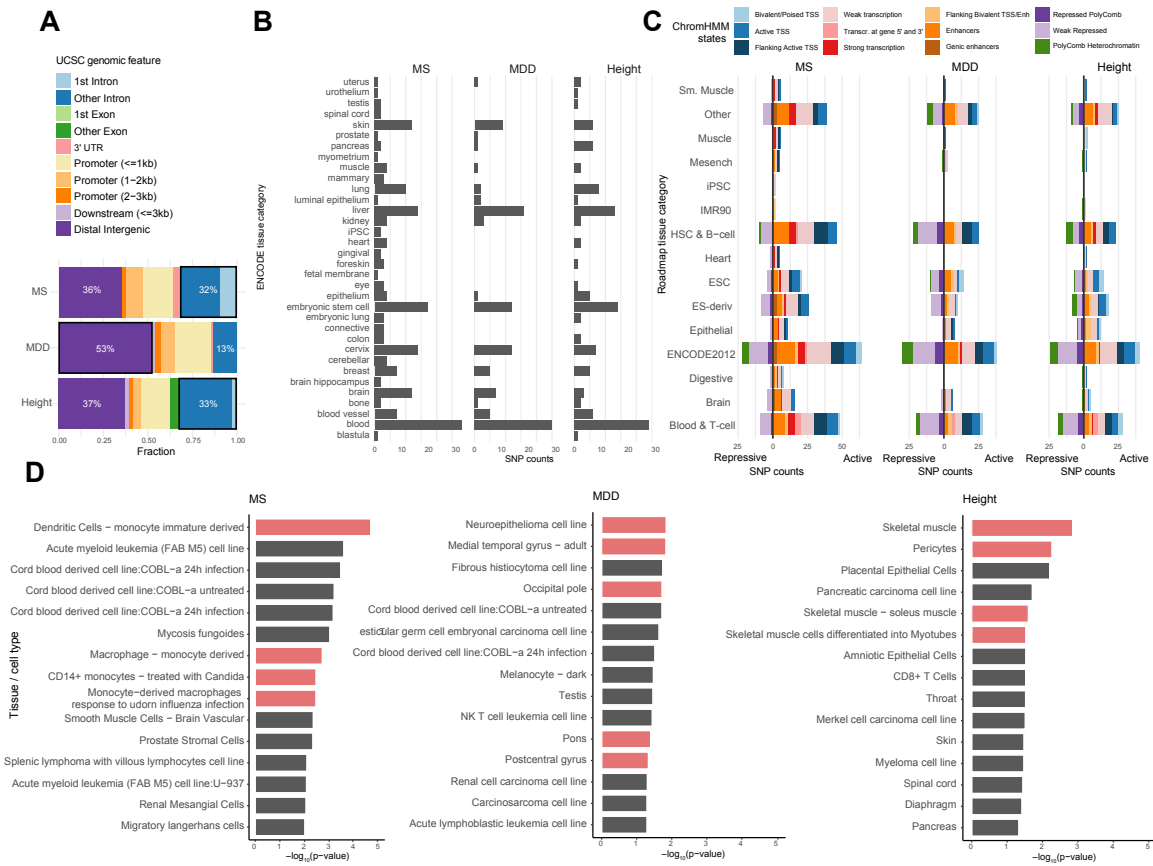 A
UCSC genomic feature
1st Intron
Other Intron
1st Exon
Other Exon
3' UTR
Promoter (<=1kb)
Promoter (1−2kb)
Promoter (2−3kb)
Downstream (<=3kb)
Distal Intergenic
MS
36%
32%
MDD
53%
13%
Height
37%
33%
0.00
0.25
0.50
0.75
1.00
Fraction
B
MS
MDD
Height
ENCODE tissue category
uterus
urothelium
testis
spinal cord
skin
prostate
pancreas
myometrium
muscle
mammary
lung
luminal epithelium
liver
kidney
iPSC
heart
gingival
foreskin
fetal membrane
eye
epithelium
embryonic stem cell
embryonic lung
connective
colon
cervix
cerebellar
breast
brain hippocampus
brain
bone
blood vessel
blood
blastula
0 10 20 30
0 10 20 30
0 10 20 30
SNP counts
C
ChromHMM
states
Bivalent/Poised TSS
Active TSS
Flanking Active TSS
Weak transcription
Transcr. at gene 5' and 3'
Strong transcription
Flanking Bivalent TSS/Enh
Enhancers
Genic enhancers
Repressed PolyComb
Weak Repressed
PolyComb Heterochromatin
MS
MDD
Height
Roadmap tissue category
Sm. Muscle
Other
Muscle
Mesench
iPSC
IMR90
HSC & B−cell
Heart
ESC
ES−deriv
Epithelial
ENCODE2012
Digestive
Brain
Blood & T−cell
25 0 25 50
25 0 25
25 0 25
Repressive
Active
SNP counts
Repressive
Active
SNP counts
Repressive
Active
SNP counts
D
Tissue / cell type
MS
Dendritic Cells − monocyte immature derived
Acute myeloid leukemia (FAB M5) cell line
Cord blood derived cell line:COBL−a 24h infection
Cord blood derived cell line:COBL−a untreated
Cord blood derived cell line:COBL−a 24h infection
Mycosis fungoides
Macrophage − monocyte derived
CD14+ monocytes − treated with Candida
Monocyte-derived macrophages
response to udorn influenza infection
Smooth Muscle Cells − Brain Vascular
Prostate Stromal Cells
Splenic lymphoma with villous lymphocytes cell line
Acute myeloid leukemia (FAB M5) cell line:U−937
Renal Mesangial Cells
Migratory langerhans cells
0 1 2 3 4 5
−log10(p−value)
MDD
Neuroepithelioma cell line
Medial temporal gyrus − adult
Fibrous histiocytoma cell line
Occipital pole
Cord blood derived cell line:COBL−a untreated
germ cell embryonal carcinoma cell line
Cord blood derived cell line:COBL−a 24h infection
Melanocyte − dark
Testis
NK T cell leukemia cell line
Pons
Postcentral gyrus
Renal cell carcinoma cell line
Carcinosarcoma cell line
Acute lymphoblastic leukemia cell line
0 1 2 3 4 5
−log10(p−value)
Height
Skeletal muscle
Pericytes
Placental Epithelial Cells
Pancreatic carcinoma cell line
Skeletal muscle − soleus muscle
Skeletal muscle cells differentiated into Myotubes
Amniotic Epithelial Cells
CD8+ T Cells
Throat
Merkel cell carcinoma cell line
Skin
Myeloma cell line
Spinal cord
Diaphragm
Pancreas
0 1 2 3 4 5
−log10(p−value)